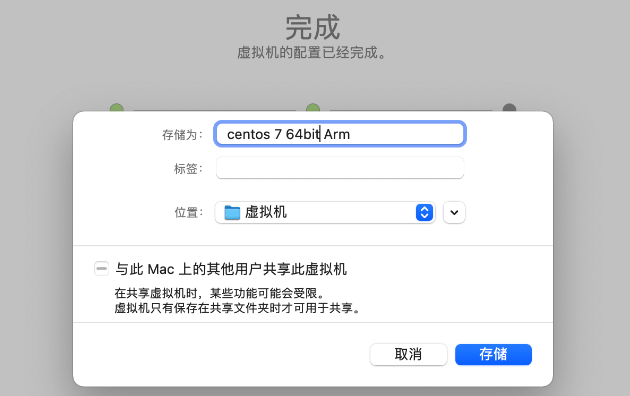 完成
虚拟机的配置已经完成。
存储为： centos 7 64bit Arm
标签：
位置： 虚拟机
与此 Mac 上的其他用户共享此虚拟机
在共享虚拟机时，某些功能可能会受限。
虚拟机只有保存在共享文件夹时才可用于共享。
取消 存储